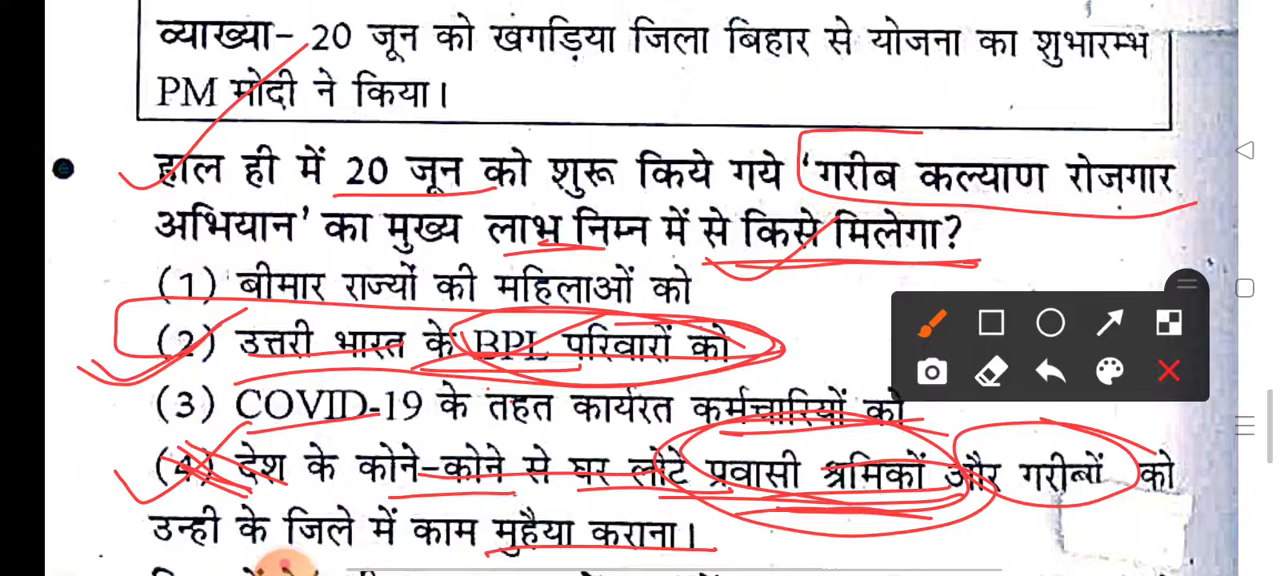 व्याख्या- 20 जून को खंगड़िया जिला बिहार से योजना का शुभारम्भ
PM मोदी ने किया।
हाल ही में 20 जून को शुरू किये गये 'गरीब कल्याण रोजगार
अभियान' का मुख्य लाभ निम्न में से किसे मिलेगा?
(1) बीमार राज्यों की महिलाओं को
(2) उत्तरी भारत के BPL परिवारों को
(3) COVID-19 के तहत कार्यरत कर्मचारियों को
(4) देश के कोने-कोने से घर लौटे प्रवासी श्रमिकों और गरीबों को
उन्ही के जिले में काम मुहैया कराना।